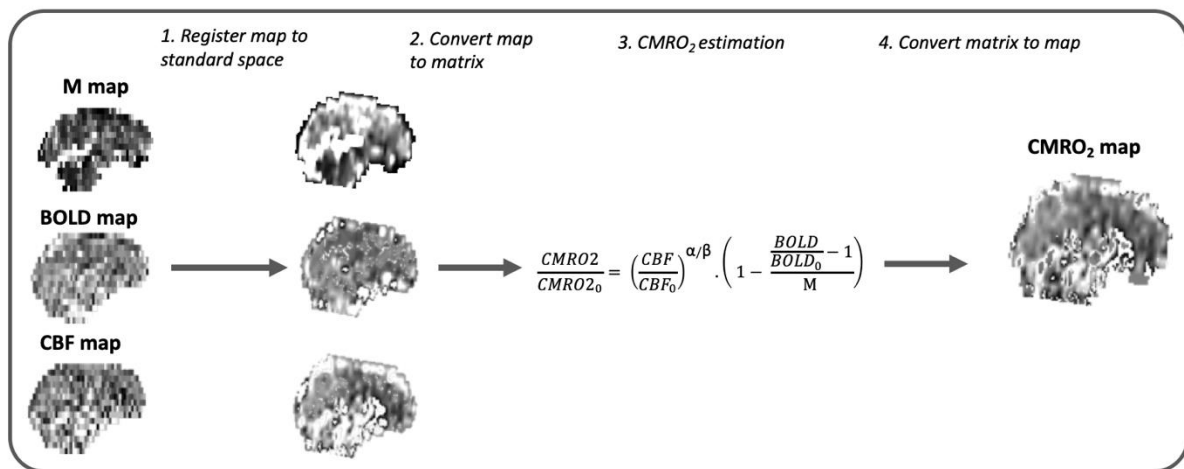 1. Register map to
standard space
2. Convert map
to matrix
3. CMRO₂ estimation
4. Convert matrix to map
M map
BOLD map
CBF map
CMRO2/CMRO2₀ = (CBF/CBF₀)^α/β . (1 − (BOLD/BOLD₀ − 1)/M)
CMRO₂ map